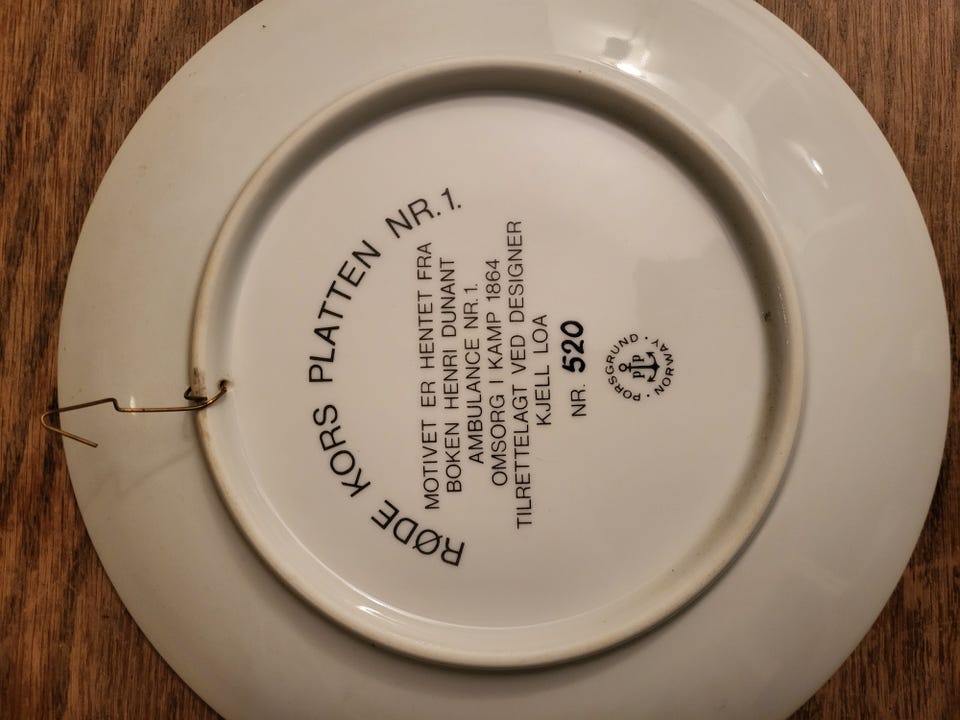 RØDE KORS PLATTEN NR.1.
MOTIVET ER HENTET FRA
BOKEN HENRI DUNANT
AMBULANCE NR.1.
OMSORG I KAMP 1864
TILRETTELAGT VED DESIGNER
KJELL LOA
NR. 520
PORSGRUND
PP
· NORWAY ·